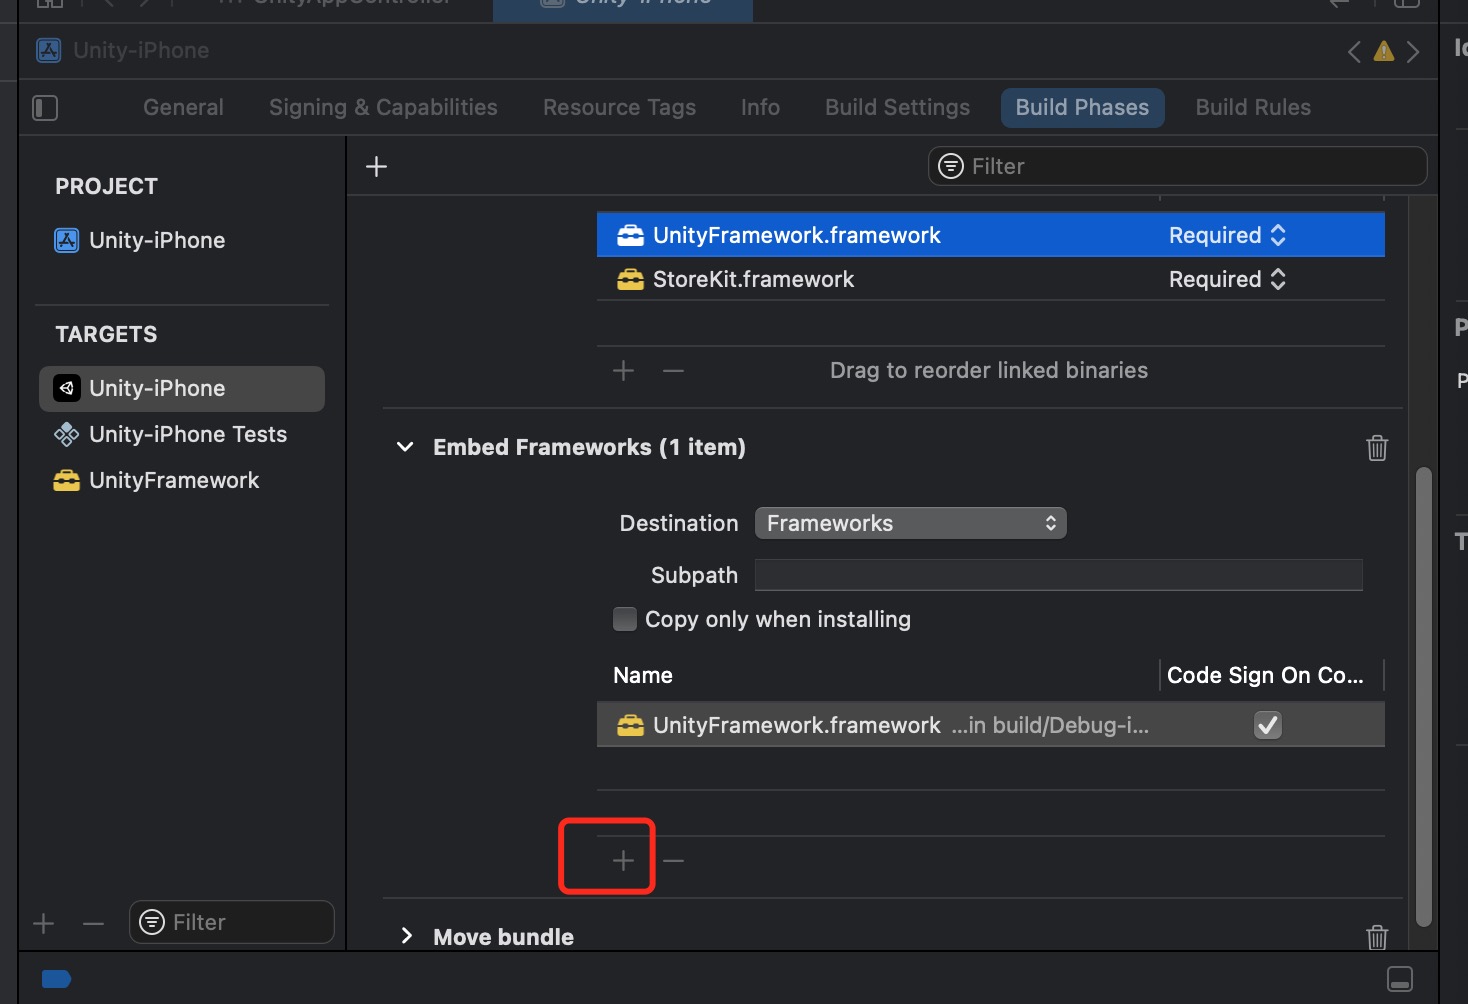 Unity-iPhone
General Signing & Capabilities Resource Tags Info Build Settings Build Phases Build Rules
PROJECT
Unity-iPhone
TARGETS
Unity-iPhone
Unity-iPhone Tests
UnityFramework
Filter
Filter
UnityFramework.framework Required
StoreKit.framework Required
Drag to reorder linked binaries
Embed Frameworks (1 item)
Destination Frameworks
Subpath
Copy only when installing
Name Code Sign On Co...
UnityFramework.framework ...in build/Debug-i...
Move bundle